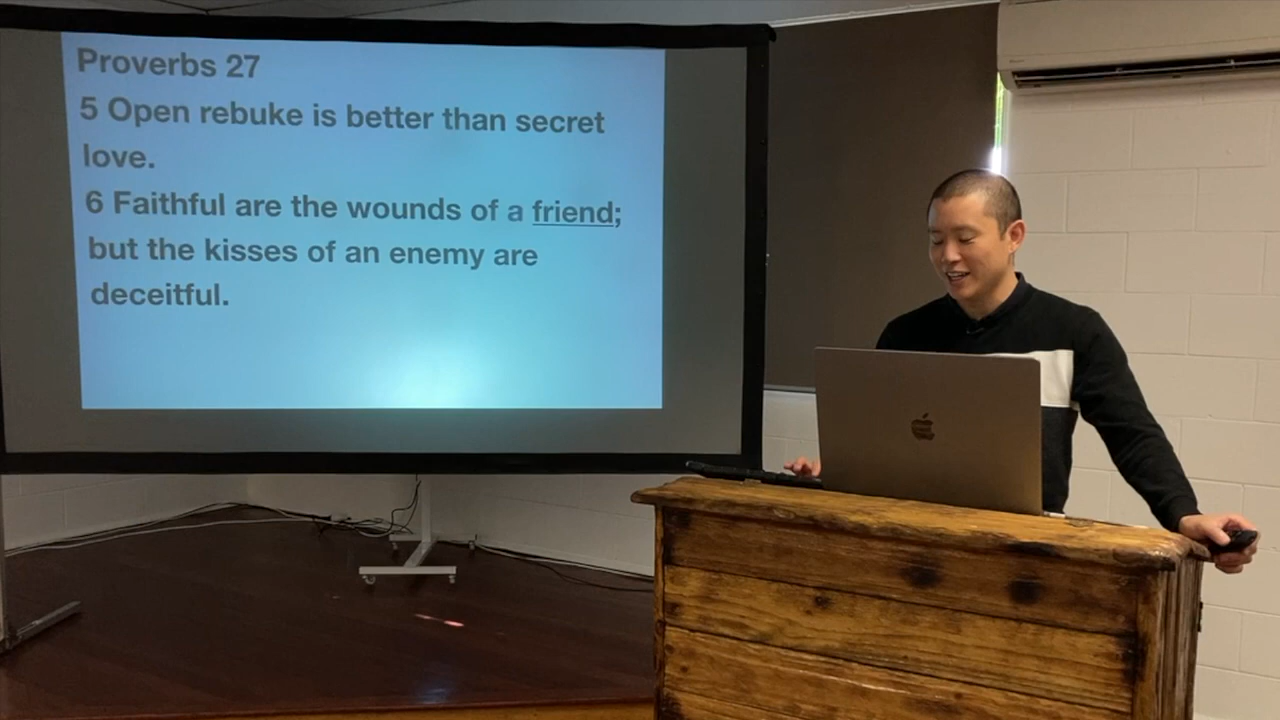 Proverbs 27
5 Open rebuke is better than secret
love.
6 Faithful are the wounds of a friend;
but the kisses of an enemy are
deceitful.